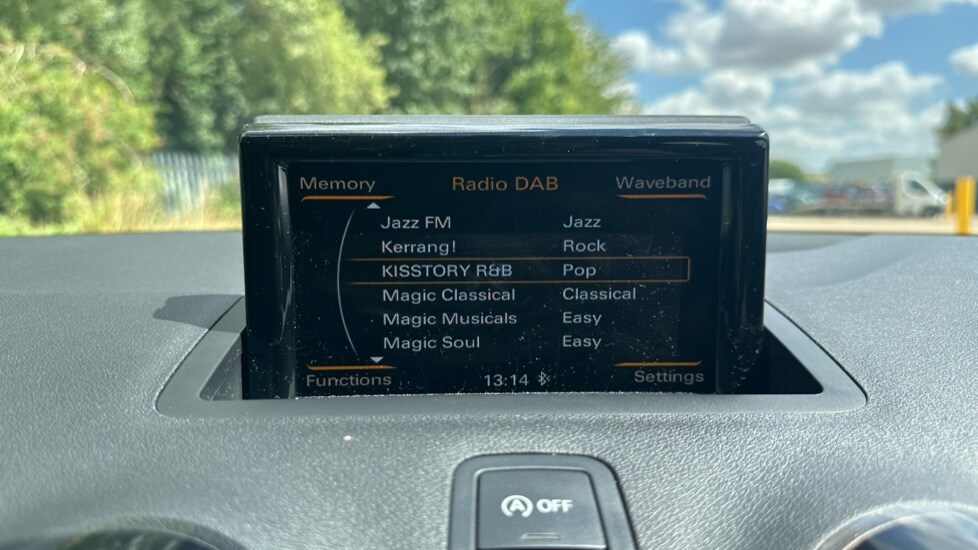 Memory Radio DAB Waveband
Jazz FM Jazz
Kerrang! Rock
KISSTORY R&B Pop
Magic Classical Classical
Magic Musicals Easy
Magic Soul Easy
Functions 13:14 Settings
A OFF